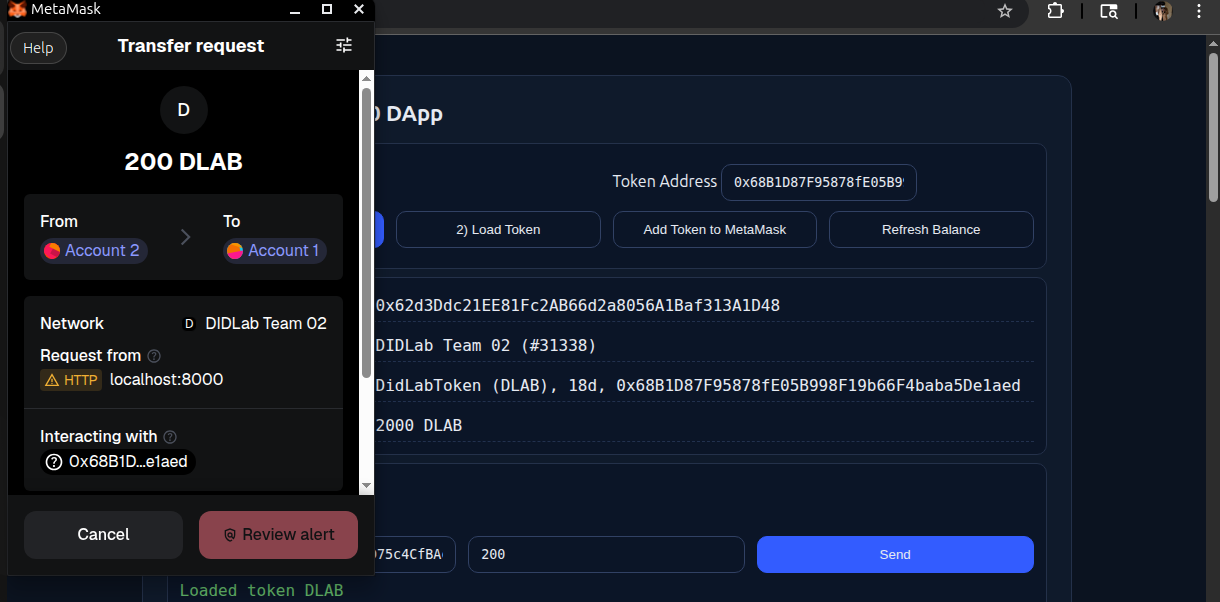 MetaMask
Help
Transfer request
D
200 DLAB
From
To
Account 2
Account 1
Network
D DIDLab Team 02
Request from ?
HTTP localhost:8000
Interacting with ?
? 0x68B1D...e1aed
Cancel
Review alert
DApp
Token Address 0x68B1D87F95878fE05B9
2) Load Token
Add Token to MetaMask
Refresh Balance
0x62d3Ddc21EE81Fc2AB66d2a8056A1Baf313A1D48
DIDLab Team 02 (#31338)
DidLabToken (DLAB), 18d, 0x68B1D87F95878fE05B998F19b66F4baba5De1aed
2000 DLAB
75c4CfBA
200
Send
Loaded token DLAB